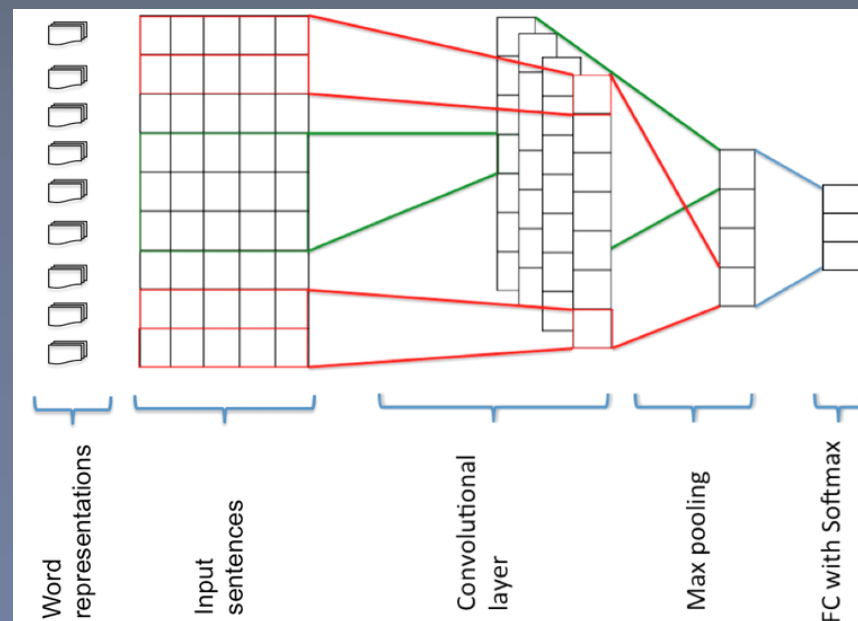 Word
representations
Input
sentences
Convolutional
layer
Max pooling
FC with Softmax